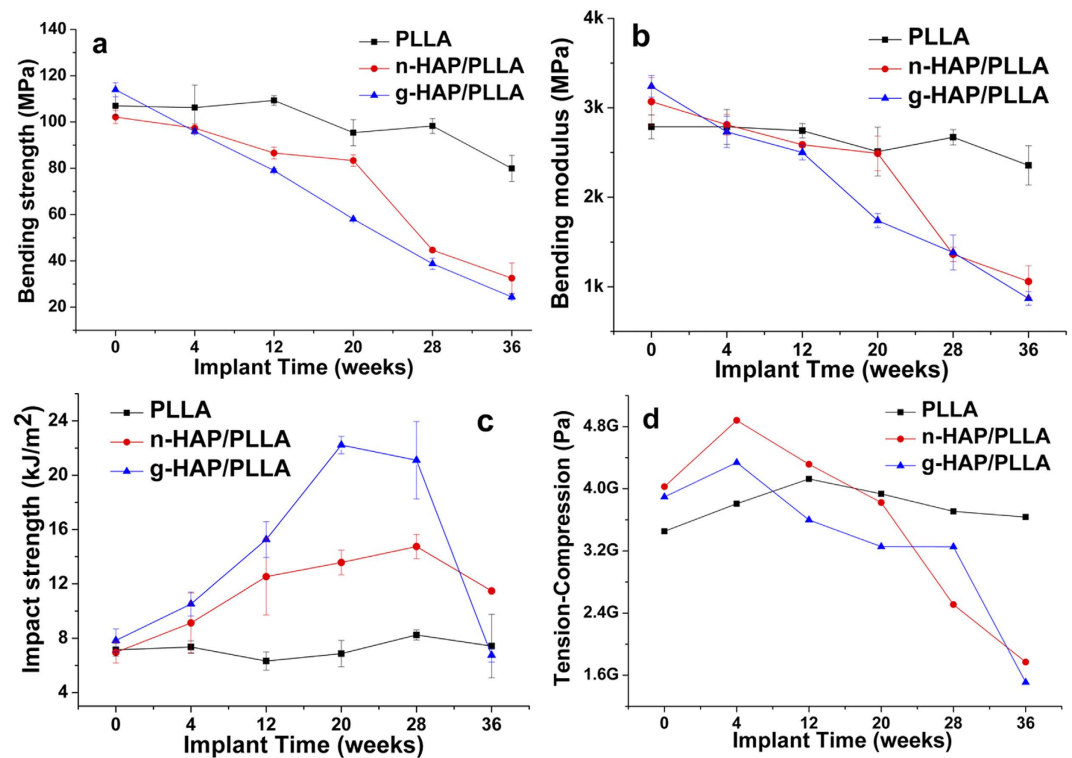 a
PLLA
n-HAP/PLLA
g-HAP/PLLA
Bending strength (MPa)
140
120
100
80
60
40
20
0 4 12 20 28 36
Implant Time (weeks)
b
PLLA
n-HAP/PLLA
g-HAP/PLLA
Bending modulus (MPa)
4k
3k
2k
1k
0 4 12 20 28 36
Implant Tme (weeks)
c
PLLA
n-HAP/PLLA
g-HAP/PLLA
Impact strength (kJ/m²)
24
20
16
12
8
4
0 4 12 20 28 36
Implant Time (weeks)
d
PLLA
n-HAP/PLLA
g-HAP/PLLA
Tension-Compression (Pa)
4.8G
4.0G
3.2G
2.4G
1.6G
0 4 12 20 28 36
Implant Time (weeks)